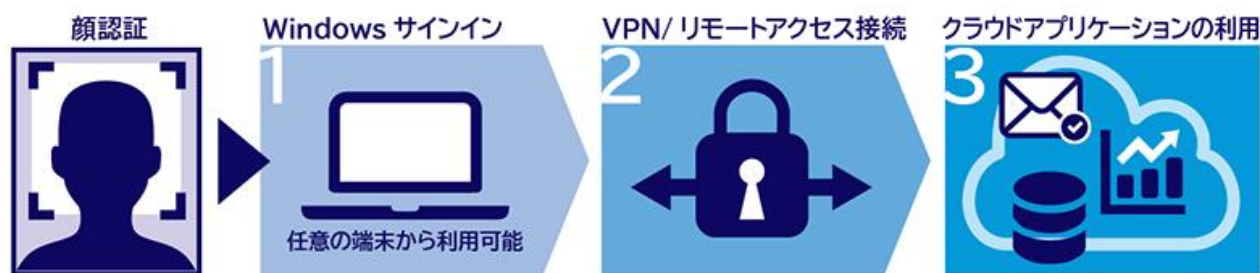 顔認証
Windows サインイン
VPN/ リモートアクセス接続
クラウドアプリケーションの利用
1
2
3
任意の端末から利用可能